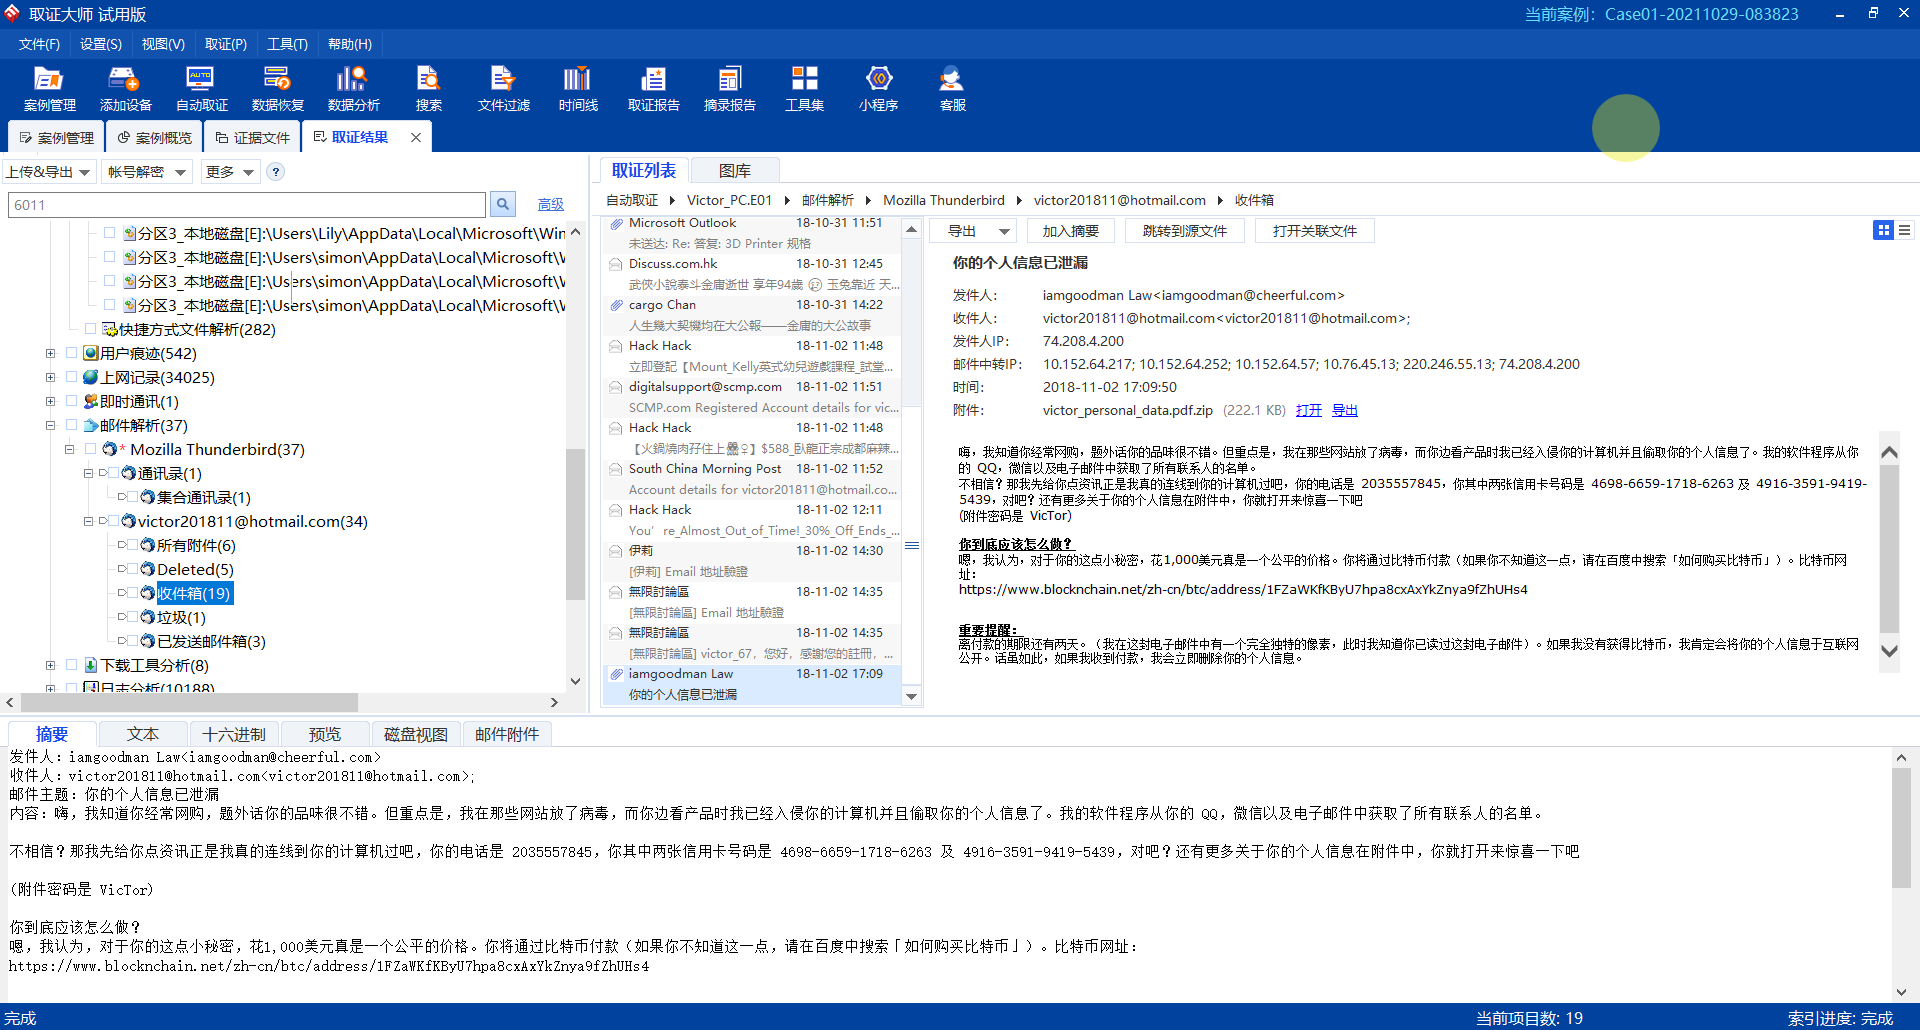 取证大师 试用版
当前案例： Case01-20211029-083823
文件(F) 设置(S) 视图(V) 取证(P) 工具(T) 帮助(H)
案例管理 添加设备 自动取证 数据恢复 数据分析 搜索 文件过滤 时间线 取证报告 摘录报告 工具集 小程序 客服
案例管理 案例概览 证据文件 取证结果
上传&导出 帐号解密 更多 ?
6011 高级
分区3_本地磁盘[E]:\Users\Lily\AppData\Local\Microsoft\Win
分区3_本地磁盘[E]:\Users\simon\AppData\Local\Microsoft\W
分区3_本地磁盘[E]:\Users\simon\AppData\Local\Microsoft\W
分区3_本地磁盘[E]:\Users\simon\AppData\Local\Microsoft\W
快捷方式文件解析(282)
用户痕迹(542)
上网记录(34025)
即时通讯(1)
邮件解析(37)
* Mozilla Thunderbird(37)
通讯录(1)
集合通讯录(1)
victor201811@hotmail.com(34)
所有附件(6)
Deleted(5)
收件箱(19)
垃圾(1)
已发送邮件箱(3)
下载工具分析(8)
日志分析(10188)
取证列表 图库
自动取证 Victor_PC.E01 邮件解析 Mozilla Thunderbird victor201811@hotmail.com 收件箱
Microsoft Outlook 18-10-31 11:51
未送达: Re: 答复: 3D Printer 规格
Discuss.com.hk 18-10-31 12:45
武俠小說泰斗金庸逝世 享年94歲 玉兔靠近 天...
cargo Chan 18-10-31 14:22
人生幾大契機均在大公報——金庸的大公故事
Hack Hack 18-11-02 11:48
立即登記【Mount_Kelly英式幼兒遊戲課程_試堂...
digitalsupport@scmp.com 18-11-02 11:51
SCMP.com Registered Account details for vic...
Hack Hack 18-11-02 11:48
【火鍋燒肉孖住上 】$588_臥龍正宗成都麻辣...
South China Morning Post 18-11-02 11:52
Account details for victor201811@hotmail.co...
Hack Hack 18-11-02 12:11
You’re_Almost_Out_of_Time!_30%_Off_Ends_...
伊莉 18-11-02 14:30
[伊莉] Email 地址驗證
無限討論區 18-11-02 14:35
[無限討論區] Email 地址驗證
無限討論區 18-11-02 14:35
[無限討論區] victor_67，您好，感謝您的註冊，...
iamgoodman Law 18-11-02 17:09
你的个人信息已泄漏
导出 加入摘要 跳转到源文件 打开关联文件
你的个人信息已泄漏
发件人： iamgoodman Law<iamgoodman@cheerful.com>
收件人： victor201811@hotmail.com<victor201811@hotmail.com>;
发件人IP： 74.208.4.200
邮件中转IP： 10.152.64.217; 10.152.64.252; 10.152.64.57; 10.76.45.13; 220.246.55.13; 74.208.4.200
时间： 2018-11-02 17:09:50
附件： victor_personal_data.pdf.zip (222.1 KB) 打开 导出
嗨，我知道你经常网购，题外话你的品味很不错。但重点是，我在那些网站放了病毒，而你边看产品时我已经入侵你的计算机并且偷取你的个人信息了。我的软件程序从你
的 QQ，微信以及电子邮件中获取了所有联系人的名单。
不相信？那我先给你点资讯正是我真的连线到你的计算机过吧，你的电话是 2035557845，你其中两张信用卡号码是 4698-6659-1718-6263 及 4916-3591-9419-
5439，对吧？还有更多关于你的个人信息在附件中，你就打开来惊喜一下吧
(附件密码是 VicTor)
你到底应该怎么做？
嗯，我认为，对于你的这点小秘密，花1,000美元真是一个公平的价格。你将通过比特币付款（如果你不知道这一点，请在百度中搜索「如何购买比特币」）。比特币网
址：
https://www.blocknchain.net/zh-cn/btc/address/1FZaWKfKByU7hpa8cxAxYkZnya9fZhUHs4
重要提醒：
离付款的期限还有两天。（我在这封电子邮件中有一个完全独特的像素，此时我知道你已读过这封电子邮件）。如果我没有获得比特币，我肯定会将你的个人信息于互联网
公开。话虽如此，如果我收到付款，我会立即删除你的个人信息。
摘要 文本 十六进制 预览 磁盘视图 邮件附件
发件人：iamgoodman Law<iamgoodman@cheerful.com>
收件人：victor201811@hotmail.com<victor201811@hotmail.com>;
邮件主题：你的个人信息已泄漏
内容：嗨，我知道你经常网购，题外话你的品味很不错。但重点是，我在那些网站放了病毒，而你边看产品时我已经入侵你的计算机并且偷取你的个人信息了。我的软件程序从你的 QQ，微信以及电子邮件中获取了所有联系人的名单。
不相信？那我先给你点资讯正是我真的连线到你的计算机过吧，你的电话是 2035557845，你其中两张信用卡号码是 4698-6659-1718-6263 及 4916-3591-9419-5439，对吧？还有更多关于你的个人信息在附件中，你就打开来惊喜一下吧
(附件密码是 VicTor)
你到底应该怎么做？
嗯，我认为，对于你的这点小秘密，花1,000美元真是一个公平的价格。你将通过比特币付款（如果你不知道这一点，请在百度中搜索「如何购买比特币」）。比特币网址：
https://www.blocknchain.net/zh-cn/btc/address/1FZaWKfKByU7hpa8cxAxYkZnya9fZhUHs4
完成 当前项目数: 19 索引进度: 完成